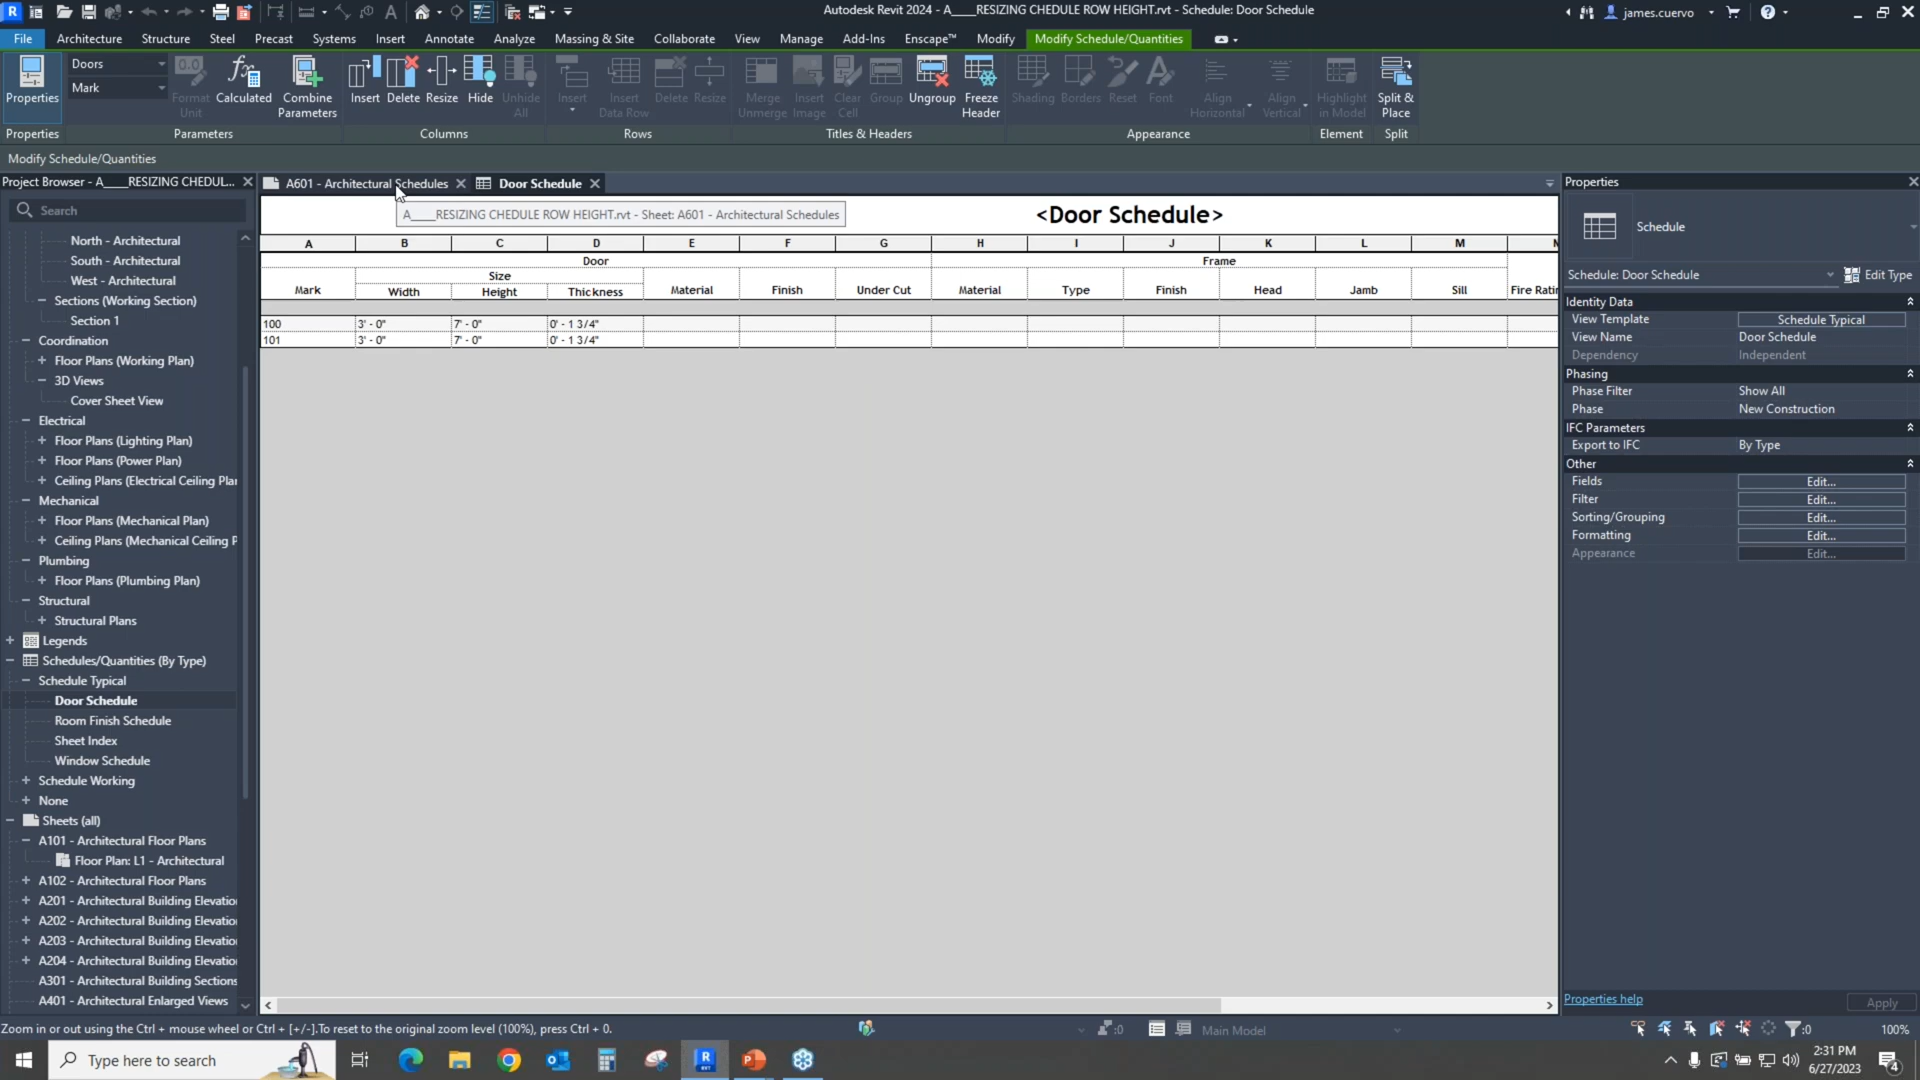 Autodesk Revit 2024 - A____RESIZING CHEDULE ROW HEIGHT.rvt - Schedule: Door Schedule
james.cuervo
File Architecture Structure Steel Precast Systems Insert Annotate Analyze Massing & Site Collaborate View Manage Add-Ins Enscape™ Modify Modify Schedule/Quantities
Doors
Mark
Properties
Format Unit
Calculated
Combine Parameters
Insert
Delete
Resize
Hide
Unhide All
Insert
Insert Data Row
Delete
Resize
Merge Unmerge
Insert Image
Clear Cell
Group
Ungroup
Freeze Header
Shading
Borders
Reset
Font
Align Horizontal
Align Vertical
Highlight in Model
Split & Place
Properties Parameters Columns Rows Titles & Headers Appearance Element Split
Modify Schedule/Quantities
Project Browser - A____RESIZING CHEDUL...
Search
North - Architectural
South - Architectural
West - Architectural
Sections (Working Section)
Section 1
Coordination
Floor Plans (Working Plan)
3D Views
Cover Sheet View
Electrical
Floor Plans (Lighting Plan)
Floor Plans (Power Plan)
Ceiling Plans (Electrical Ceiling Plan
Mechanical
Floor Plans (Mechanical Plan)
Ceiling Plans (Mechanical Ceiling P
Plumbing
Floor Plans (Plumbing Plan)
Structural
Structural Plans
Legends
Schedules/Quantities (By Type)
Schedule Typical
Door Schedule
Room Finish Schedule
Sheet Index
Window Schedule
Schedule Working
None
Sheets (all)
A101 - Architectural Floor Plans
Floor Plan: L1 - Architectural
A102 - Architectural Floor Plans
A201 - Architectural Building Elevatio
A202 - Architectural Building Elevatio
A203 - Architectural Building Elevatio
A204 - Architectural Building Elevatio
A301 - Architectural Building Sections
A401 - Architectural Enlarged Views
A601 - Architectural Schedules
Door Schedule
A____RESIZING CHEDULE ROW HEIGHT.rvt - Sheet: A601 - Architectural Schedules
<Door Schedule>
A B C D E F G H I J K L M N
Door Frame
Size
Mark Width Height Thickness Material Finish Under Cut Material Type Finish Head Jamb Sill Fire Ratin
100 3' - 0" 7' - 0" 0' - 1 3/4"
101 3' - 0" 7' - 0" 0' - 1 3/4"
Properties
Schedule
Schedule: Door Schedule Edit Type
Identity Data
View Template Schedule Typical
View Name Door Schedule
Dependency Independent
Phasing
Phase Filter Show All
Phase New Construction
IFC Parameters
Export to IFC By Type
Other
Fields Edit...
Filter Edit...
Sorting/Grouping Edit...
Formatting Edit...
Appearance Edit...
Properties help Apply
Zoom in or out using the Ctrl + mouse wheel or Ctrl + [+/-].To reset to the original zoom level (100%), press Ctrl + 0.
:0
Main Model
:0
100%
Type here to search
2:31 PM
6/27/2023
4